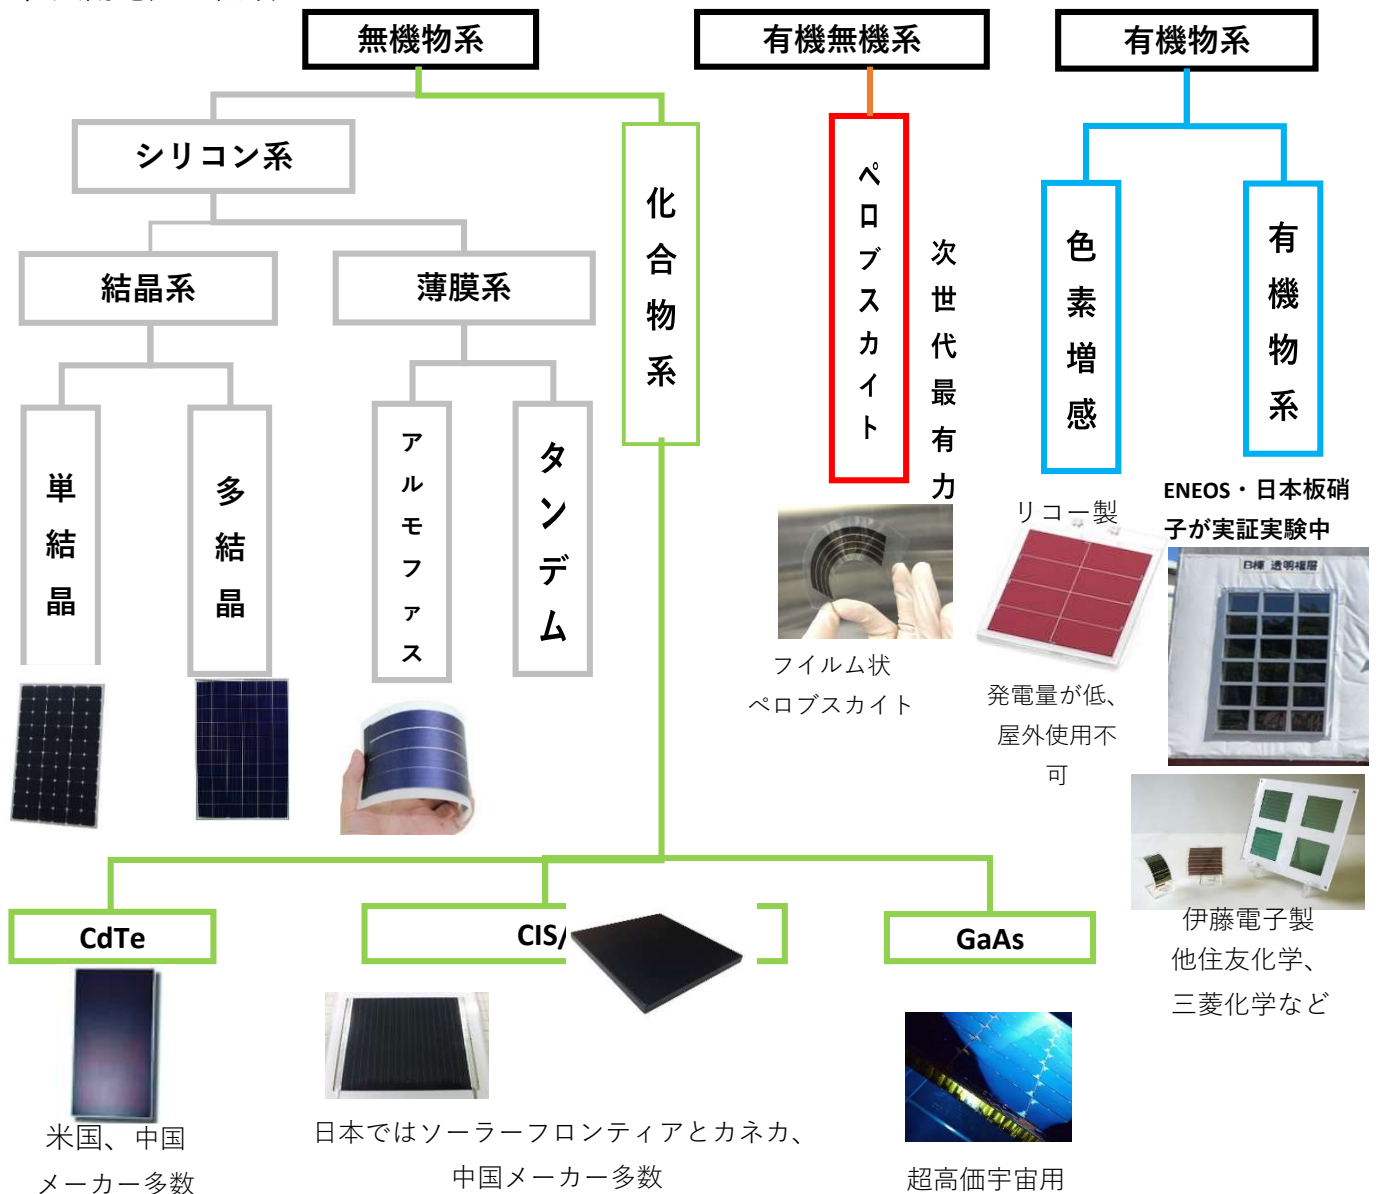 無機物系
有機無機系
有機物系
シリコン系
化合物系
ペロブスカイト
次世代最有力
色素増感
有機物系
結晶系
薄膜系
単結晶
多結晶
アルモファァス
タンデム
リコー製
ENEOS・日本板硝
子が実証実験中
B棟 透明複層
フイルム状
ペロブスカイト
発電量が低、
屋外使用不
可
伊藤電子製
他住友化学、
三菱化学など
CdTe
CIS/
GaAs
米国、中国
メーカー多数
日本ではソーラーフロンティアとカネカ、
中国メーカー多数
超高価宇宙用